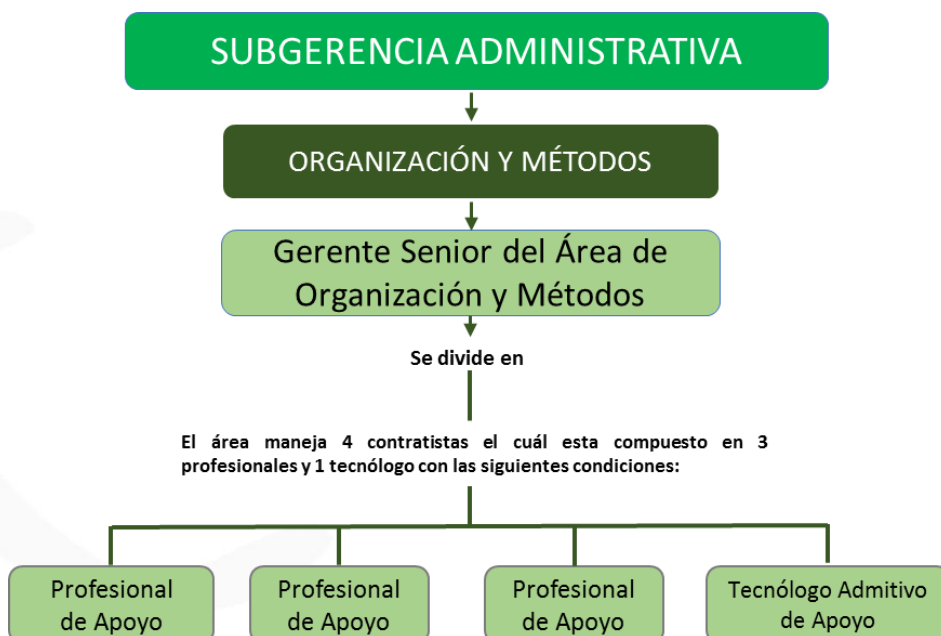 SUBGERENCIA ADMINISTRATIVA
ORGANIZACIÓN Y MÉTODOS
Gerente Senior del Área de
Organización y Métodos
Se divide en
El área maneja 4 contratistas el cuál esta compuesto en 3
profesionales y 1 tecnólogo con las siguientes condiciones:
Profesional
de Apoyo
Profesional
de Apoyo
Profesional
de Apoyo
Tecnólogo Admitivo
de Apoyo